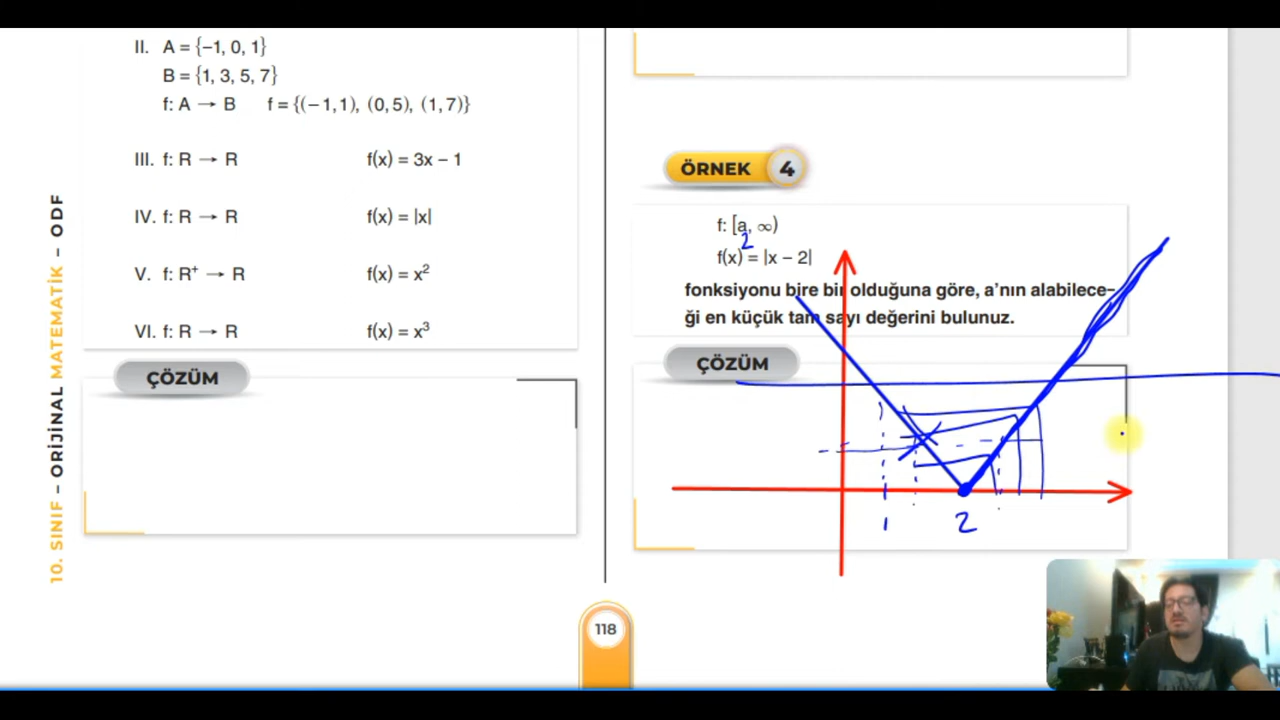 II. A = {–1, 0, 1}
B = {1, 3, 5, 7}
f: A → B f = {(– 1, 1), (0, 5), (1, 7)}
III. f: R → R f(x) = 3x – 1
IV. f: R → R f(x) = |x|
V. f: R⁺ → R f(x) = x²
VI. f: R → R f(x) = x³
ÇÖZÜM
10. SINIF – ORİJİNAL MATEMATİK – ODF
ÖRNEK 4
f: [a, ∞)
2
f(x) = |x – 2|
fonksiyonu bire bir olduğuna göre, a'nın alabilece-
ği en küçük tam sayı değerini bulunuz.
ÇÖZÜM
1 2
118